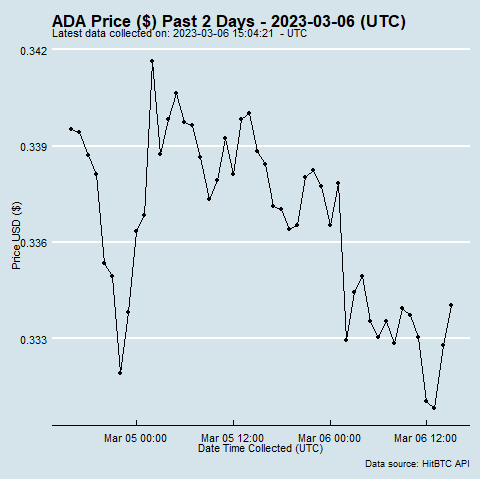 ADA Price ($) Past 2 Days - 2023-03-06 (UTC)
Latest data collected on: 2023-03-06 15:04:21  - UTC
0.342
0.339
0.336
0.333
Price USD ($)
Mar 05 00:00 Mar 05 12:00 Mar 06 00:00 Mar 06 12:00
Date Time Collected (UTC)
Data source: HitBTC API